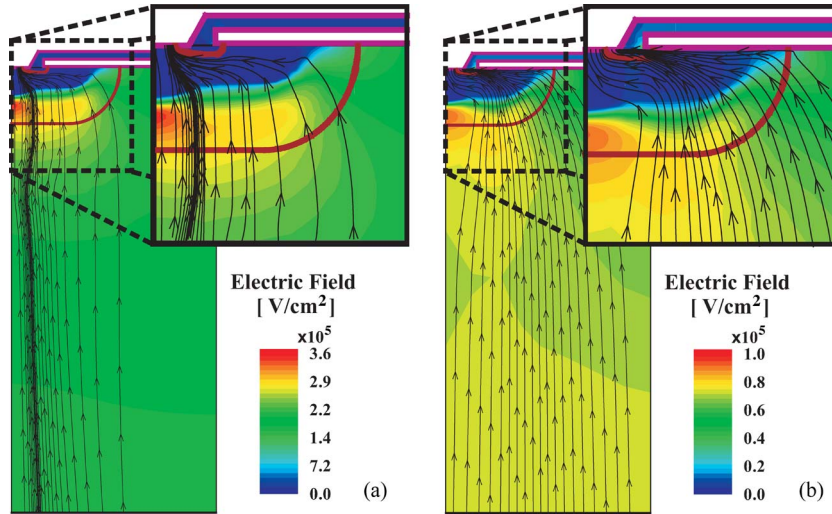 Electric Field
[ V/cm²]
x10⁵
3.6
2.9
2.2
1.4
7.2
0.0
(a)
Electric Field
[ V/cm²]
x10⁵
1.0
0.8
0.6
0.4
0.2
0.0
(b)